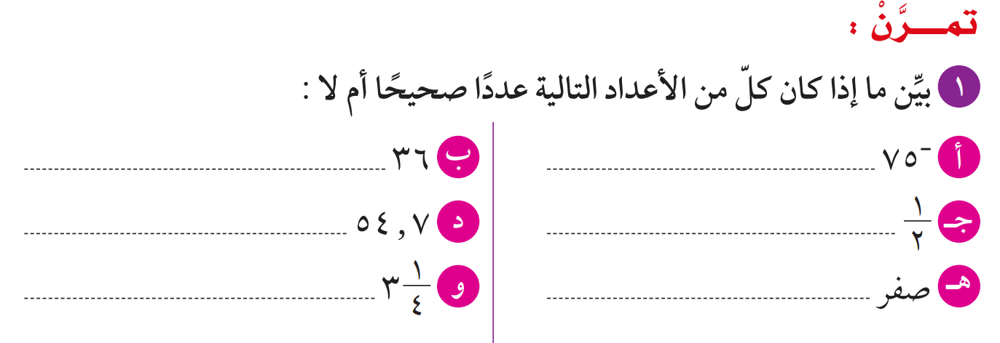 تمـــرَّنْ :
١ بيِّن ما إذا كان كلّ من الأعداد التالية عددًا صحيحًا أم لا :
أ ⁻٧٥
ب ٣٦
جـ ١/٢
د ٥٤,٧
هـ صفر
و ٣ ١/٤